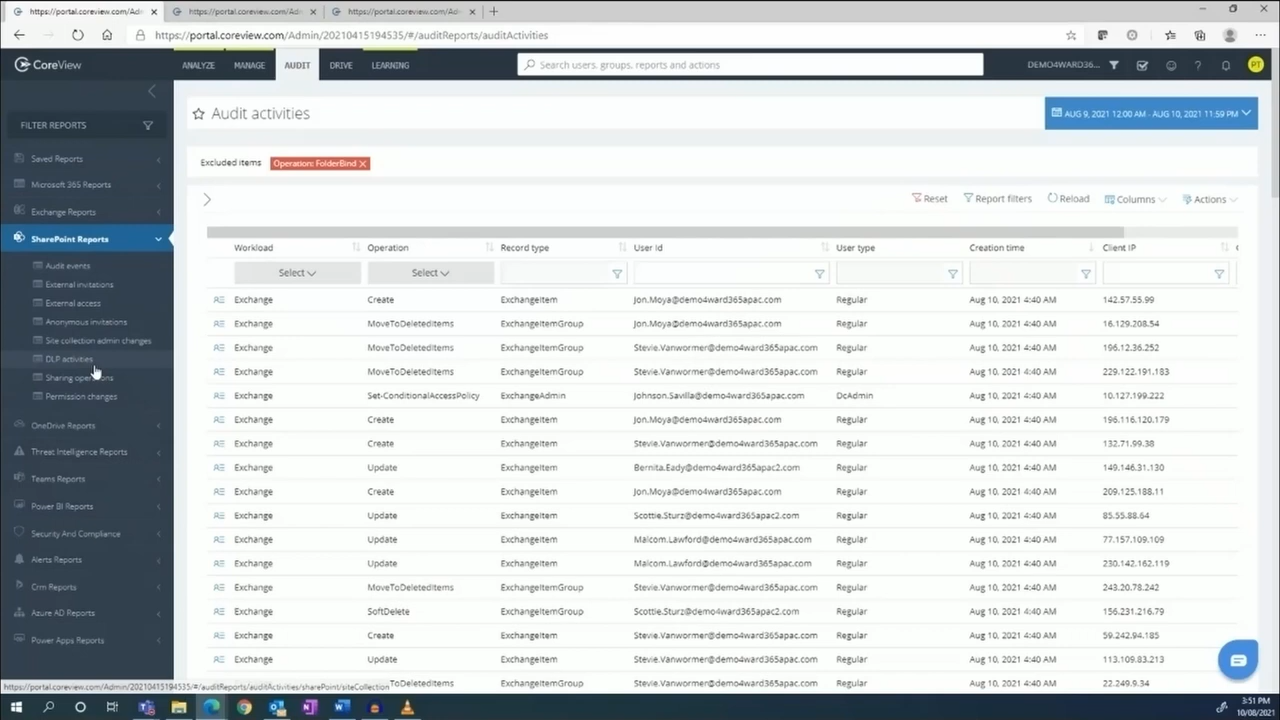 https://portal.coreview.com/Adm
https://portal.coreview.com/Adm
https://portal.coreview.com/Adm
https://portal.coreview.com/Admin/20210415194535/#/auditReports/auditActivities
CoreView
ANALYZE MANAGE AUDIT DRIVE LEARNING
Search users, groups, reports and actions
DEMO4WARD36...
PT
FILTER REPORTS
Saved Reports
Microsoft 365 Reports
Exchange Reports
SharePoint Reports
Audit events
External invitations
External access
Anonymous invitations
Site collection admin changes
DLP activities
Sharing operations
Permission changes
OneDrive Reports
Threat Intelligence Reports
Teams Reports
Power BI Reports
Security And Compliance
Alerts Reports
Crm Reports
Azure AD Reports
Power Apps Reports
Audit activities
AUG 9, 2021 12:00 AM - AUG 10, 2021 11:59 PM
Excluded items Operation: FolderBind
Reset Report filters Reload Columns Actions
Workload Operation Record type User Id User type Creation time Client IP
Select Select
Exchange Create ExchangeItem Jon.Moya@demo4ward365apac.com Regular Aug 10, 2021 4:40 AM 142.57.55.99
Exchange MoveToDeletedItems ExchangeItemGroup Jon.Moya@demo4ward365apac.com Regular Aug 10, 2021 4:40 AM 16.129.208.54
Exchange MoveToDeletedItems ExchangeItemGroup Stevie.Vanwormer@demo4ward365apac.com Regular Aug 10, 2021 4:40 AM 196.12.36.252
Exchange MoveToDeletedItems ExchangeItemGroup Stevie.Vanwormer@demo4ward365apac.com Regular Aug 10, 2021 4:40 AM 229.122.191.183
Exchange Set-ConditionalAccessPolicy ExchangeAdmin Johnson.Savilla@demo4ward365apac.com DcAdmin Aug 10, 2021 4:40 AM 10.127.199.222
Exchange Create ExchangeItem Jon.Moya@demo4ward365apac.com Regular Aug 10, 2021 4:40 AM 196.116.120.179
Exchange Create ExchangeItem Stevie.Vanwormer@demo4ward365apac.com Regular Aug 10, 2021 4:40 AM 132.71.99.38
Exchange Update ExchangeItem Bernita.Eady@demo4ward365apac2.com Regular Aug 10, 2021 4:40 AM 149.146.31.130
Exchange Create ExchangeItem Jon.Moya@demo4ward365apac.com Regular Aug 10, 2021 4:40 AM 209.125.188.11
Exchange Update ExchangeItem Scottie.Sturz@demo4ward365apac2.com Regular Aug 10, 2021 4:40 AM 85.55.88.64
Exchange Update ExchangeItem Malcom.Lawford@demo4ward365apac2.com Regular Aug 10, 2021 4:40 AM 77.157.109.109
Exchange Update ExchangeItem Malcom.Lawford@demo4ward365apac2.com Regular Aug 10, 2021 4:40 AM 230.142.162.119
Exchange MoveToDeletedItems ExchangeItemGroup Stevie.Vanwormer@demo4ward365apac.com Regular Aug 10, 2021 4:40 AM 243.20.78.242
Exchange SoftDelete ExchangeItemGroup Scottie.Sturz@demo4ward365apac2.com Regular Aug 10, 2021 4:40 AM 156.231.216.79
Exchange Create ExchangeItem Stevie.Vanwormer@demo4ward365apac.com Regular Aug 10, 2021 4:40 AM 59.242.94.185
Exchange Update ExchangeItem Stevie.Vanwormer@demo4ward365apac.com Regular Aug 10, 2021 4:40 AM 113.109.83.213
ToDeletedItems ExchangeItemGroup Stevie.Vanwormer@demo4ward365apac.com Regular Aug 10, 2021 4:40 AM 22.249.9.34
https://portal.coreview.com/Admin/20210415194535/#/auditReports/auditActivities/sharePoint/siteCollection
3:51 PM
10/08/2021